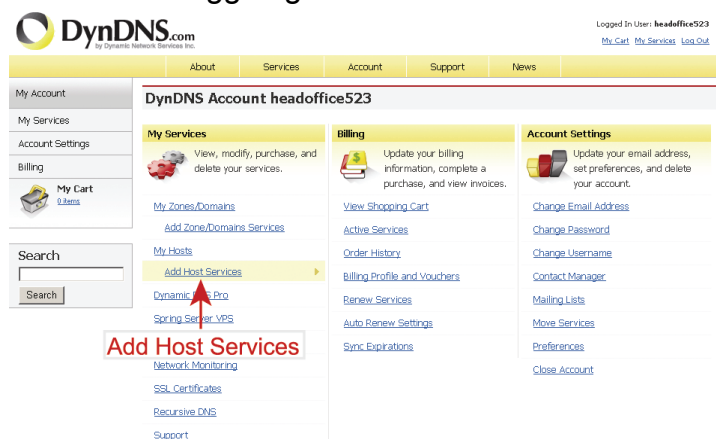 DynDNS.com
by Dynamic Network Services Inc.
Logged In User: headoffice523
My Cart My Services Log Out
About Services Account Support News
My Account
My Services
Account Settings
Billing
My Cart
0 items
Search
Search
DynDNS Account headoffice523
My Services
View, modify, purchase, and
delete your services.
My Zones/Domains
Add Zone/Domains Services
My Hosts
Add Host Services
Dynamic DNS Pro
Spring Server VPS
Add Host Services
Network Monitoring
SSL Certificates
Recursive DNS
Support
Billing
Update your billing
information, complete a
purchase, and view invoices.
View Shopping Cart
Active Services
Order History
Billing Profile and Vouchers
Renew Services
Auto Renew Settings
Sync Expirations
Account Settings
Update your email address,
set preferences, and delete
your account.
Change Email Address
Change Password
Change Username
Contact Manager
Mailing Lists
Move Services
Preferences
Close Account